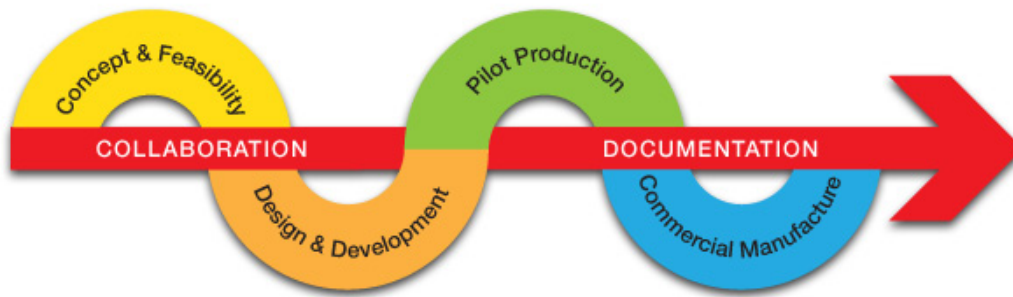 Concept & Feasibility
COLLABORATION
Design & Development
Pilot Production
DOCUMENTATION
Commercial Manufacture